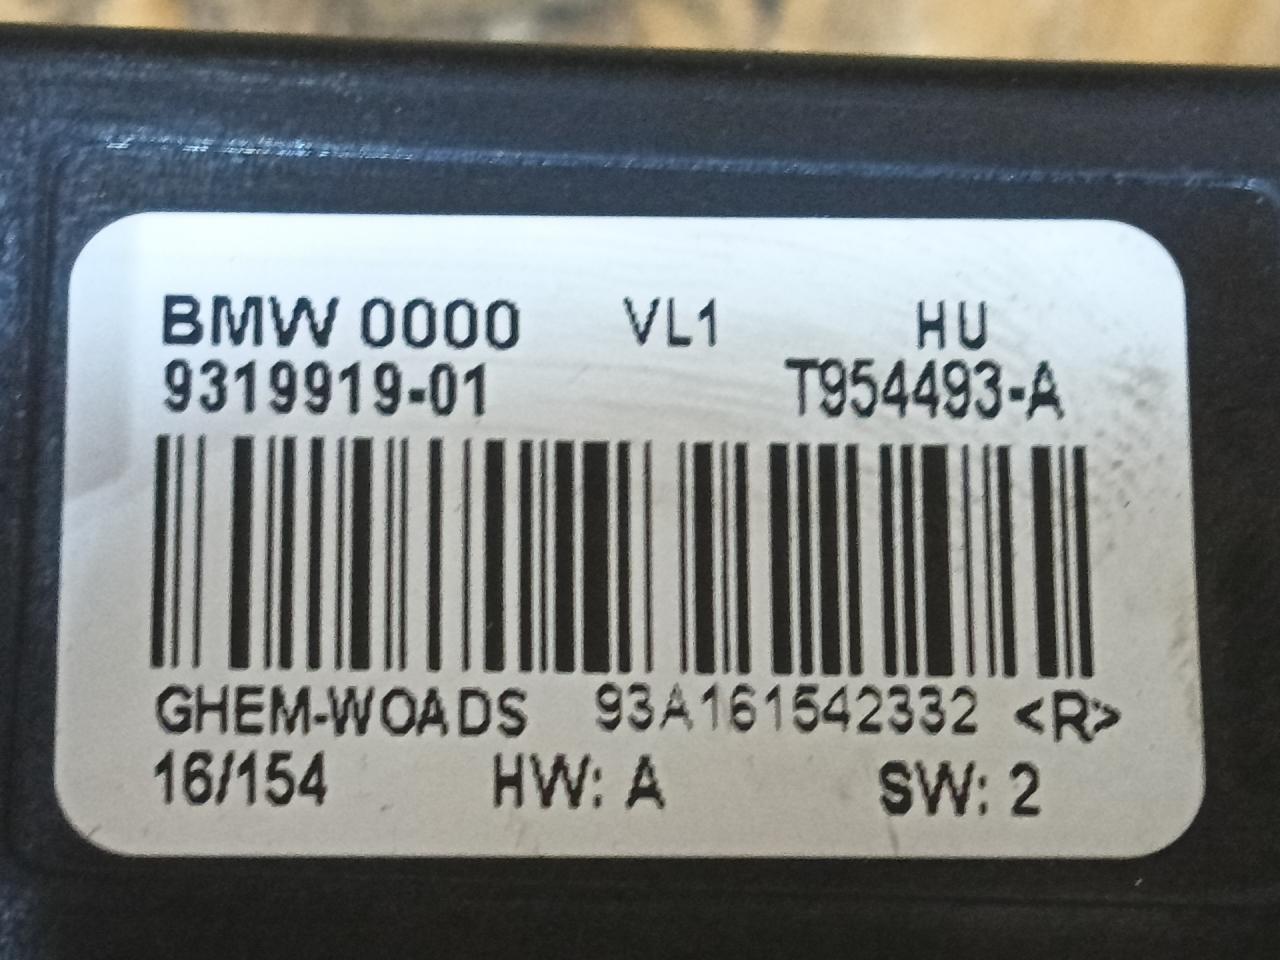 BMW 0000 VL1 HU
9319919-01 T954493-A
GHEM-WOADS 93A161542332 <R>
16/154 HW: A SW: 2